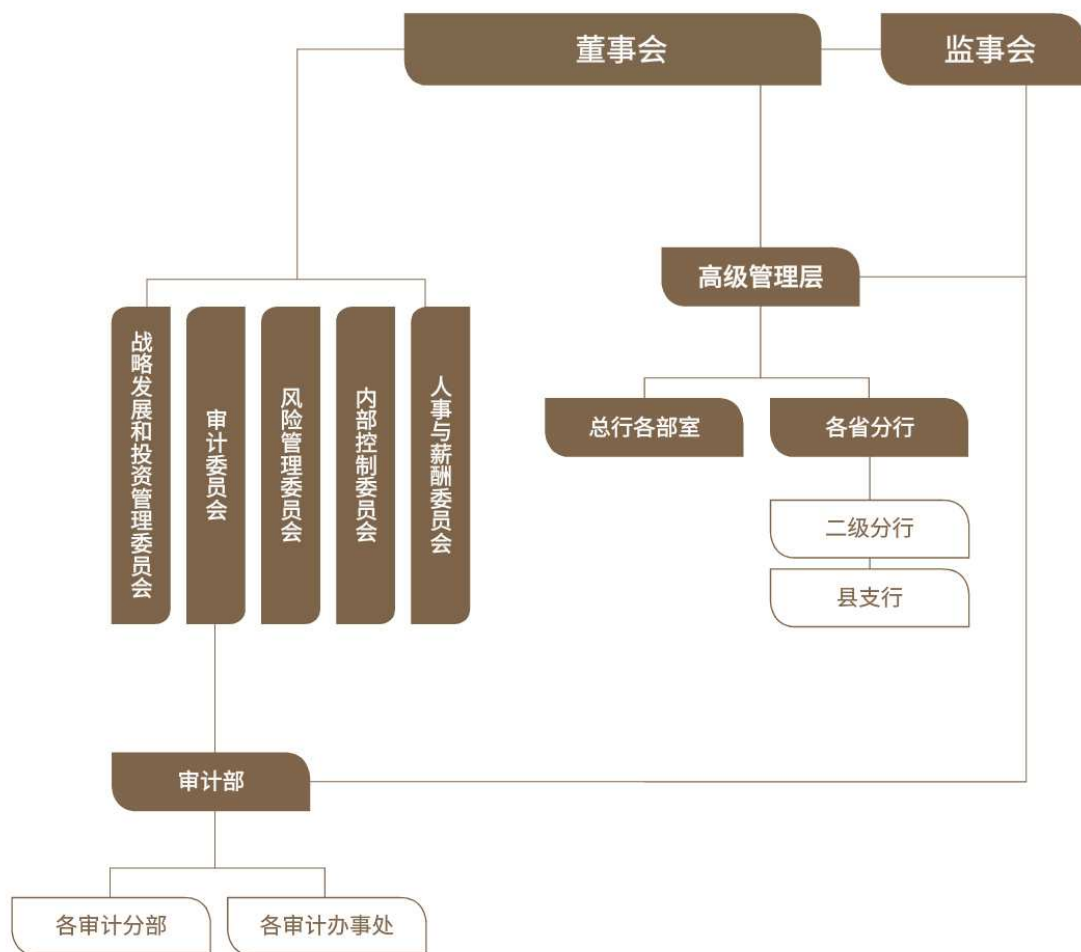 董事会
监事会
高级管理层
战略发展和投资管理委员会
审计委员会
风险管理委员会
内部控制委员会
人事与薪酬委员会
总行各部室
各省分行
二级分行
县支行
审计部
各审计分部
各审计办事处